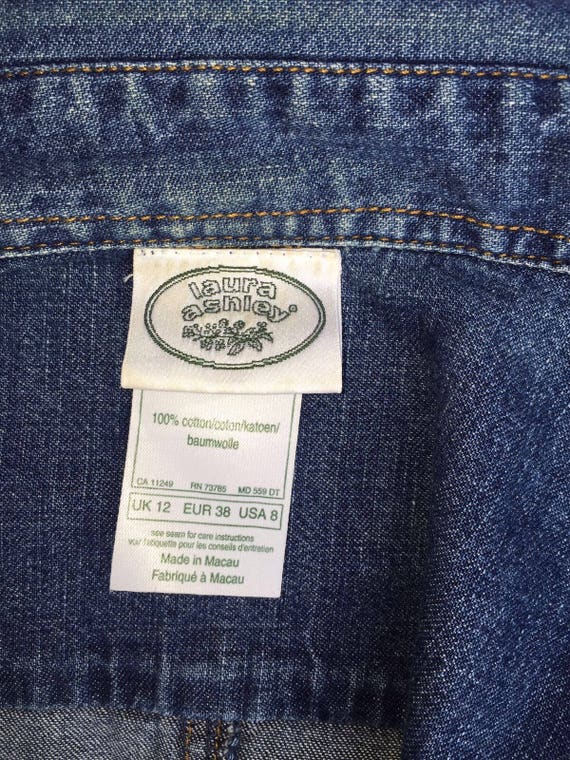 laura
ashley®
100% cotton/coton/katoen/
baumwolle
CA 11249 RN 73785 MD 559 DT
UK 12 EUR 38 USA 8
see seam for care instructions
voir l'etiquette pour les conseils d'entretien
Made in Macau
Fabriqué à Macau